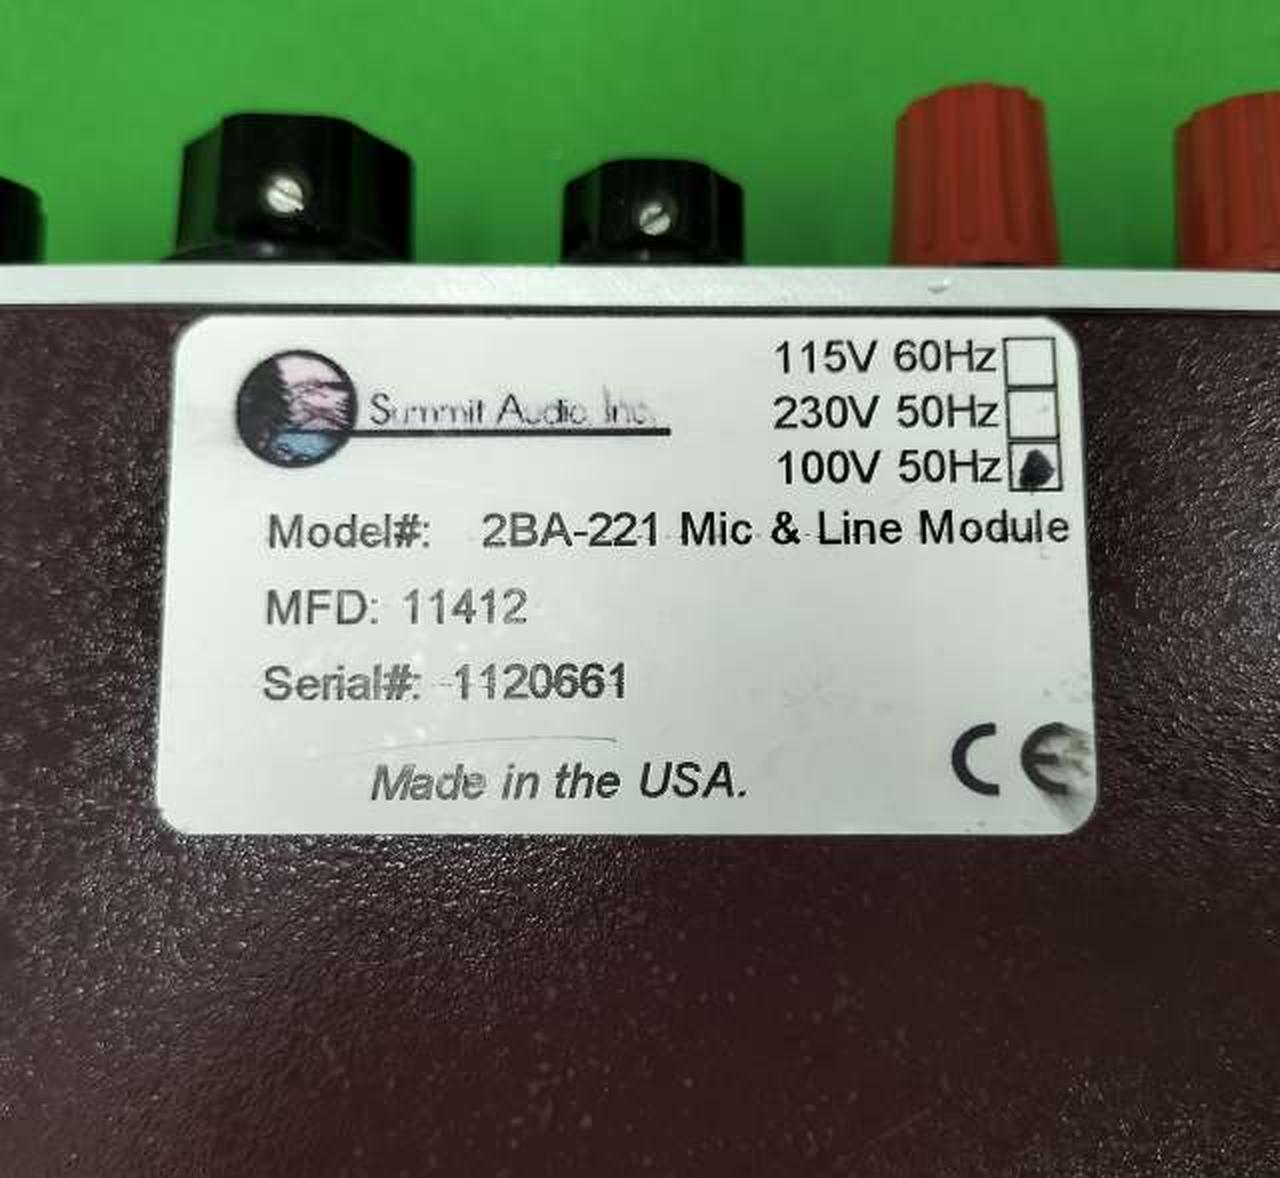 Summit Audio Inc.
115V 60Hz
230V 50Hz
100V 50Hz
Model#: 2BA-221 Mic & Line Module
MFD: 11412
Serial#: 1120661
Made in the USA.
CE